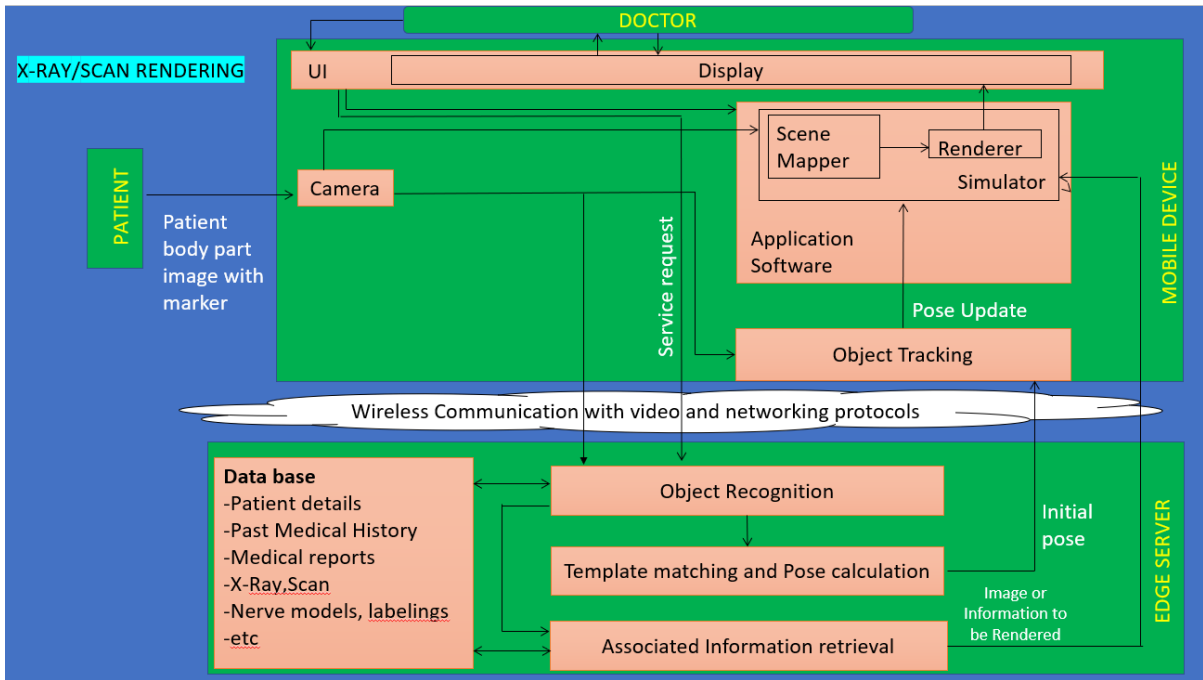 DOCTOR
X-RAY/SCAN RENDERING
UI
Display
Scene
Mapper
Renderer
Simulator
Application
Software
Camera
PATIENT
Patient
body part
image with
marker
Service request
MOBILE DEVICE
Pose Update
Object Tracking
Wireless Communication with video and networking protocols
Data base
-Patient details
-Past Medical History
-Medical reports
-X-Ray,Scan
-Nerve models, labelings
-etc
Object Recognition
Template matching and Pose calculation
Associated Information retrieval
Initial
pose
Image or
Information to
be Rendered
EDGE SERVER